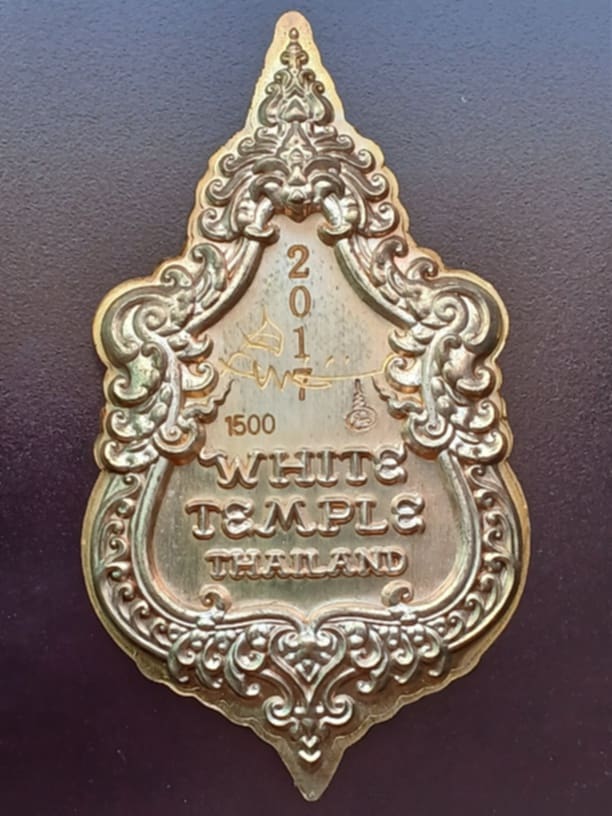 2017
1500
WHITE
TEMPLE
THAILAND